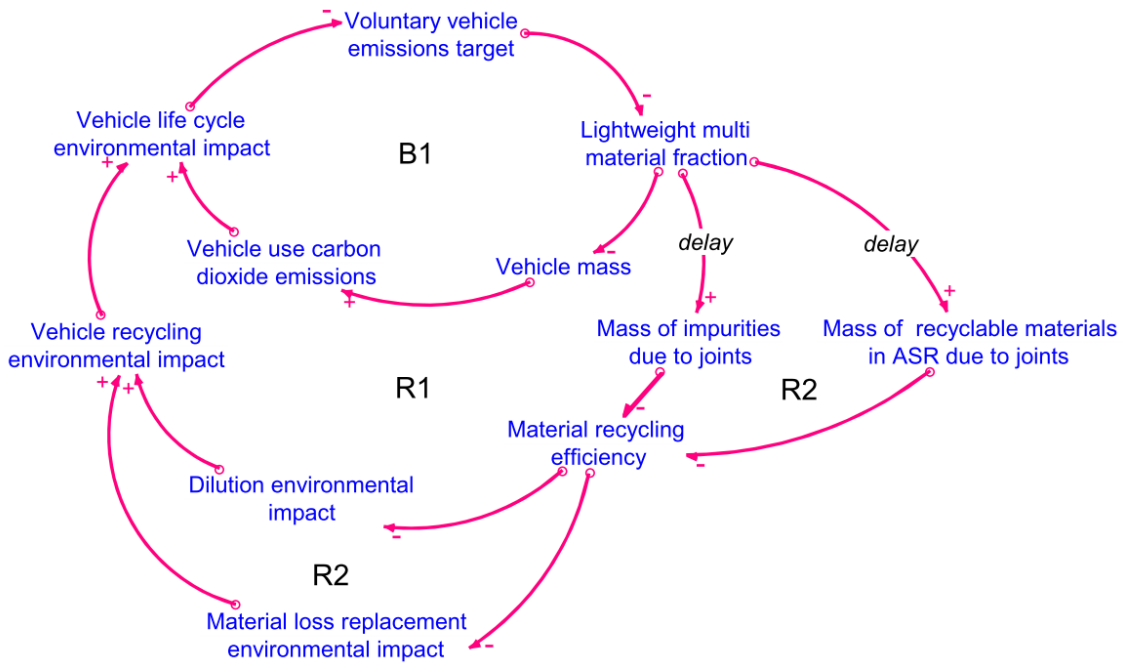 -
Voluntary vehicle
emissions target
-
Vehicle life cycle
environmental impact
+
+
B1
Lightweight multi
material fraction
Vehicle use carbon
dioxide emissions
+
Vehicle mass
-
delay
delay
+
+
Vehicle recycling
environmental impact
+
+
R1
Mass of impurities
due to joints
-
Mass of recyclable materials
in ASR due to joints
R2
Material recycling
efficiency
-
Dilution environmental
impact
-
R2
Material loss replacement
environmental impact
-